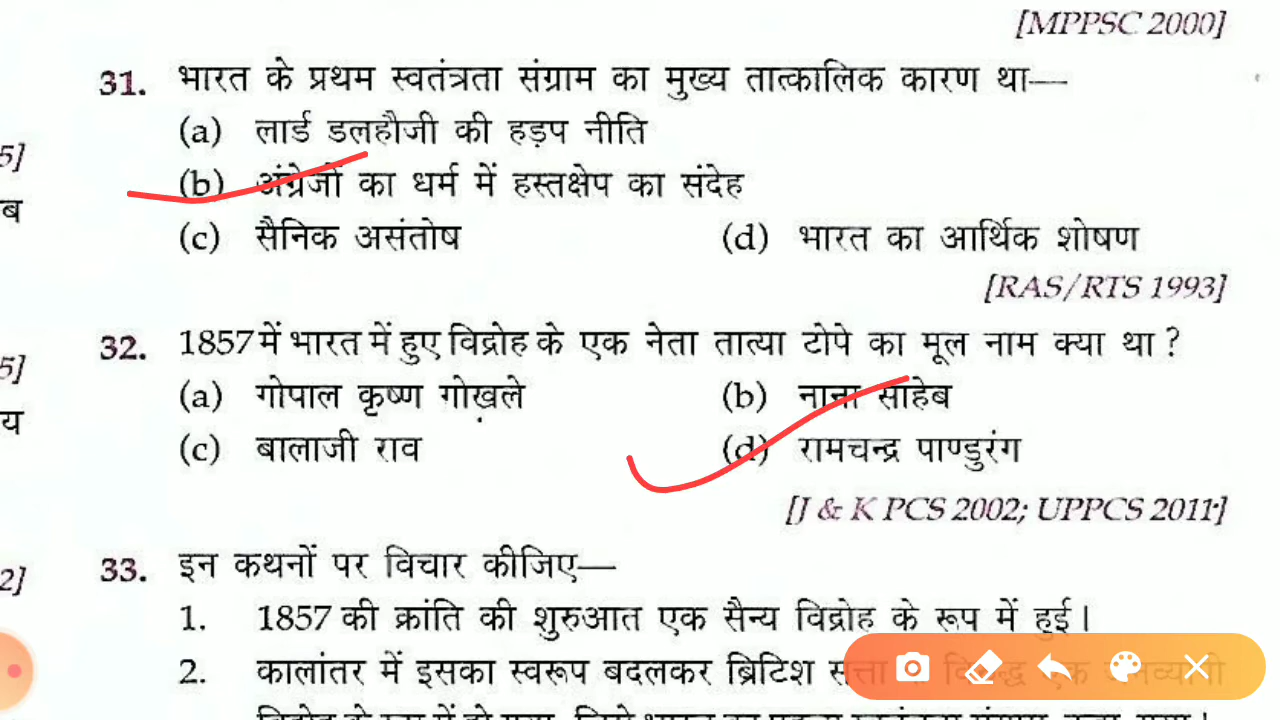 [MPPSC 2000]
31. भारत के प्रथम स्वतंत्रता संग्राम का मुख्य तात्कालिक कारण था—
(a) लार्ड डलहौजी की हड़प नीति
5]
(b) अंग्रेजों का धर्म में हस्तक्षेप का संदेह
ब
(c) सैनिक असंतोष (d) भारत का आर्थिक शोषण
[RAS/RTS 1993]
32. 1857 में भारत में हुए विद्रोह के एक नेता तात्या टोपे का मूल नाम क्या था ?
5]
(a) गोपाल कृष्ण गोखले (b) नाना साहेब
य
(c) बालाजी राव (d) रामचन्द्र पाण्डुरंग
[J & K PCS 2002; UPPCS 2011]
33. इन कथनों पर विचार कीजिए—
2]
1. 1857 की क्रांति की शुरुआत एक सैन्य विद्रोह के रूप में हुई।
2. कालांतर में इसका स्वरूप बदलकर ब्रिटिश सत्ता